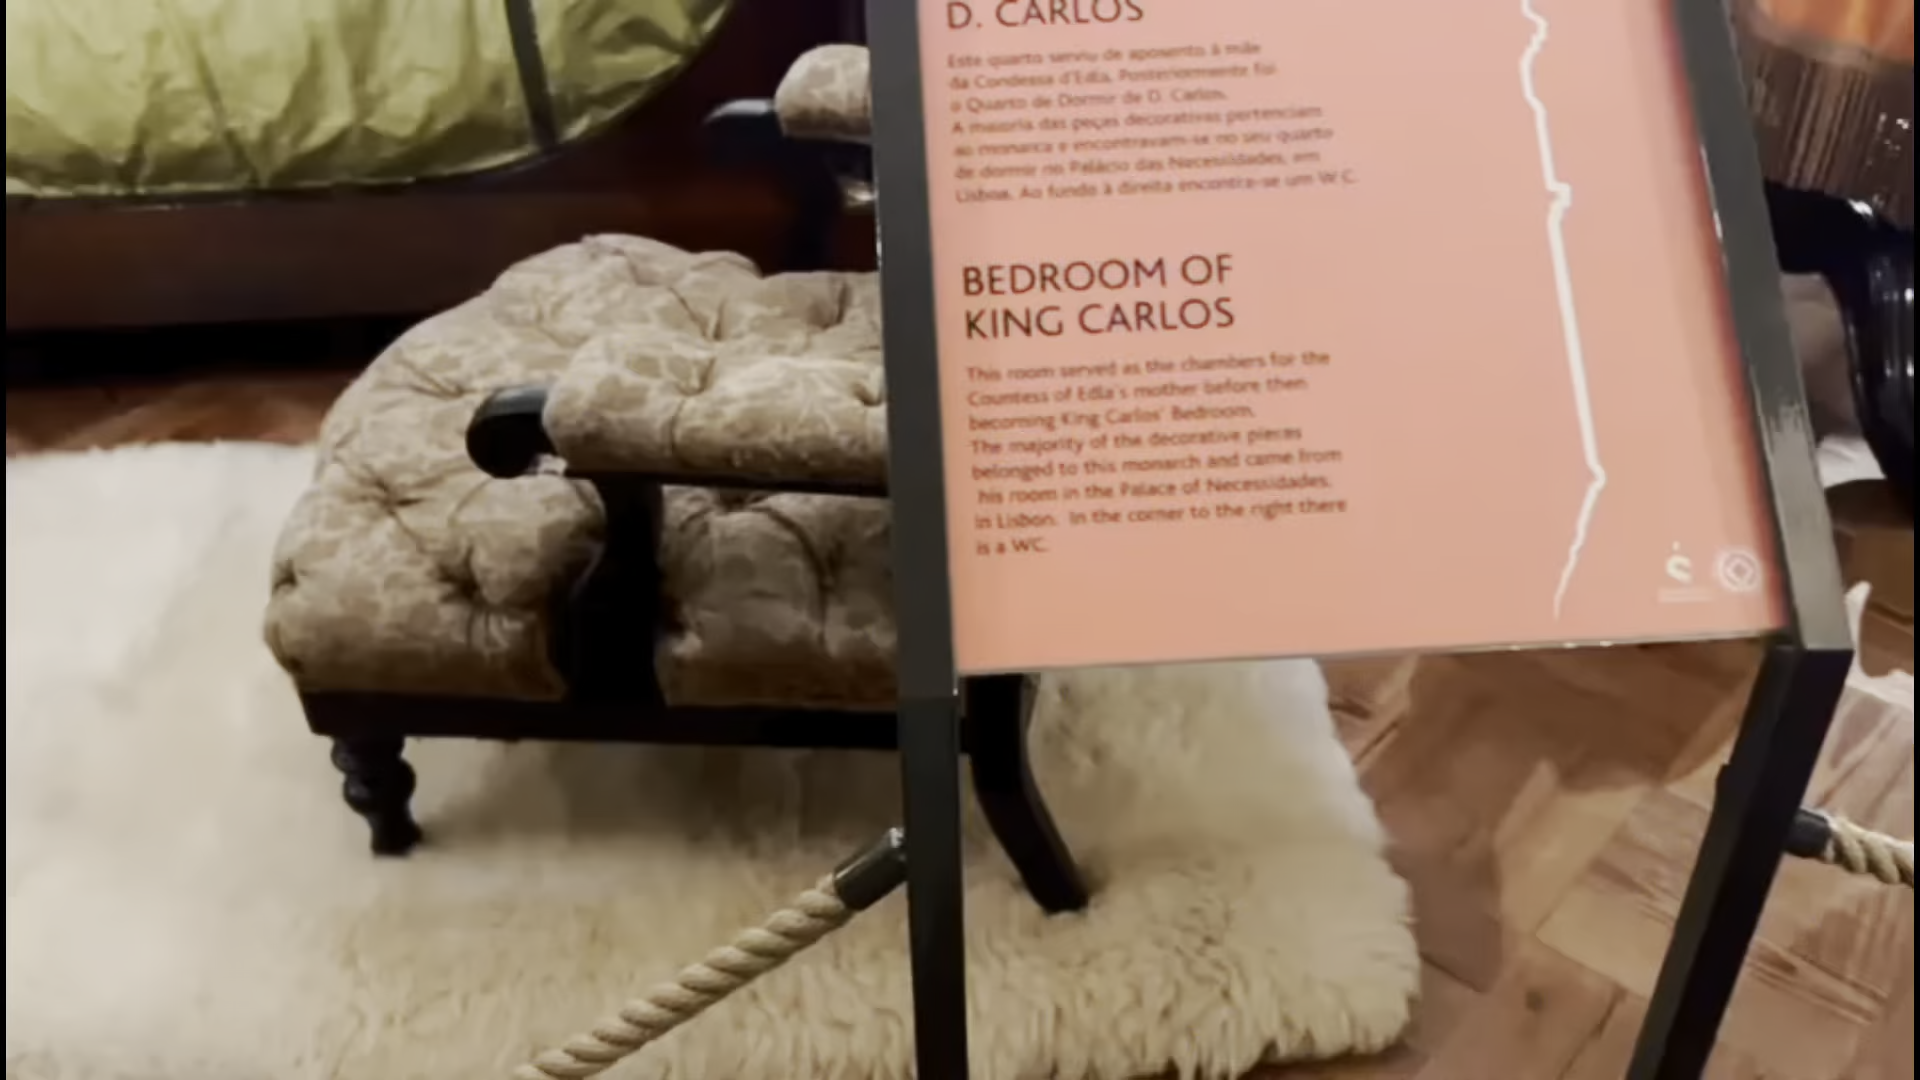 D. CARLOS
Este quarto serviu de aposento à mãe
da Condessa d'Edla. Posteriormente foi
o Quarto de Dormir de D. Carlos.
A maioria das peças decorativas pertenciam
ao monarca e encontravam-se no seu quarto
de dormir no Palácio das Necessidades, em
Lisboa. Ao fundo à direita encontra-se um W.C.
BEDROOM OF
KING CARLOS
This room served as the chambers for the
Countess of Edla's mother before then
becoming King Carlos' Bedroom.
The majority of the decorative pieces
belonged to this monarch and came from
his room in the Palace of Necessidades,
in Lisbon. In the corner to the right there
is a WC.